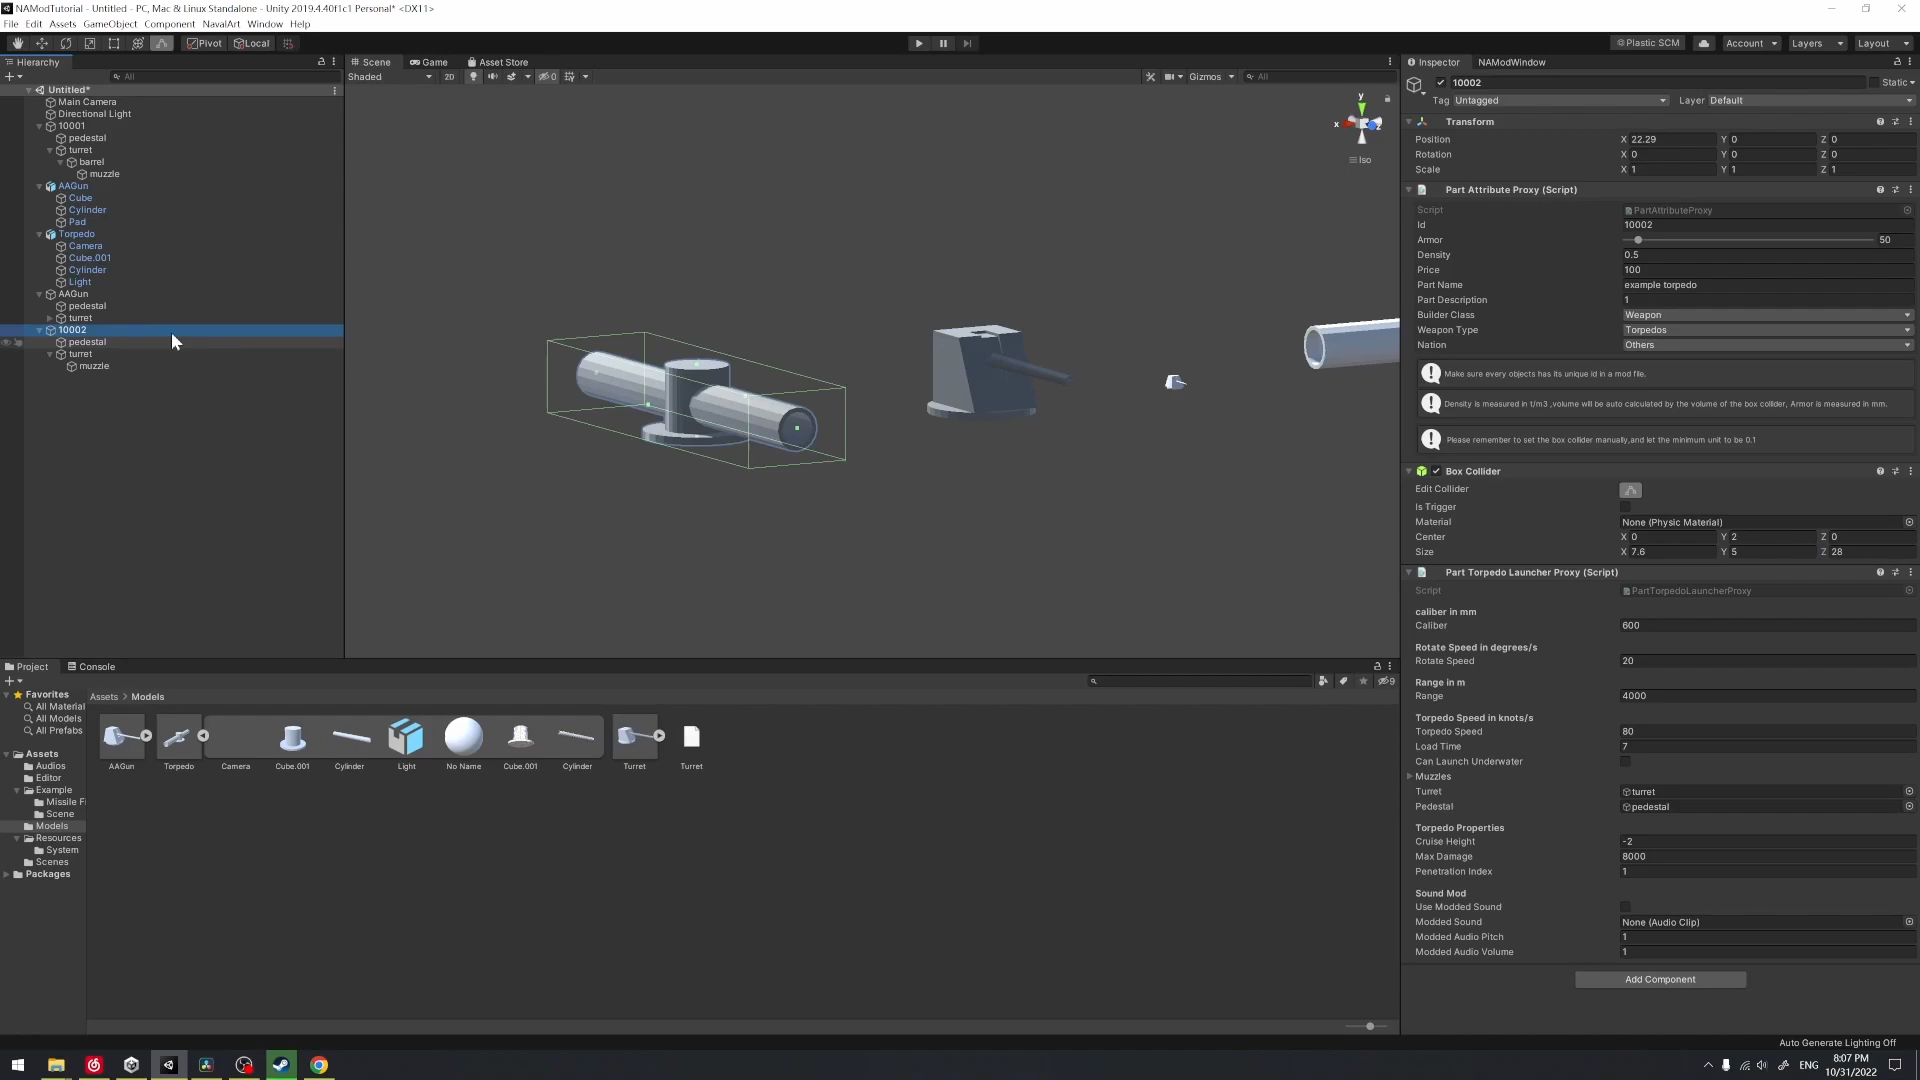 NAModTutorial - Untitled - PC, Mac & Linux Standalone - Unity 2019.4.40f1c1 Personal* <DX11>
File Edit Assets GameObject Component NavalArt Window Help
Pivot Local Plastic SCM Account Layers Layout
Hierarchy
All
Untitled*
Main Camera
Directional Light
10001
pedestal
turret
barrel
muzzle
AAGun
Cube
Cylinder
Pad
Torpedo
Camera
Cube.001
Cylinder
Light
AAGun
pedestal
turret
10002
pedestal
turret
muzzle
Scene Game Asset Store
Shaded 2D 0 Gizmos All
y
x z
Iso
Inspector NAModWindow
10002 Static
Tag Untagged Layer Default
Transform
Position X 22.29 Y 0 Z 0
Rotation X 0 Y 0 Z 0
Scale X 1 Y 1 Z 1
Part Attribute Proxy (Script)
Script PartAttributeProxy
Id 10002
Armor 50
Density 0.5
Price 100
Part Name example torpedo
Part Description 1
Builder Class Weapon
Weapon Type Torpedos
Nation Others
Make sure every objects has its unique id in a mod file.
Density is measured in t/m3 ,volume will be auto calculated by the volume of the box collider, Armor is measured in mm.
Please remember to set the box collider manually,and let the minimum unit to be 0.1
Box Collider
Edit Collider
Is Trigger
Material None (Physic Material)
Center X 0 Y 2 Z 0
Size X 7.6 Y 5 Z 28
Part Torpedo Launcher Proxy (Script)
Script PartTorpedoLauncherProxy
caliber in mm
Caliber 600
Rotate Speed in degrees/s
Rotate Speed 20
Range in m
Range 4000
Torpedo Speed in knots/s
Torpedo Speed 80
Load Time 7
Can Launch Underwater
Muzzles
Turret turret
Pedestal pedestal
Torpedo Properties
Cruise Height -2
Max Damage 8000
Penetration Index 1
Sound Mod
Use Modded Sound
Modded Sound None (Audio Clip)
Modded Audio Pitch 1
Modded Audio Volume 1
Add Component
Project Console
9
Favorites
All Material
All Models
All Prefabs
Assets
Audios
Editor
Example
Missile Fi
Scene
Models
Resources
System
Scenes
Packages
Assets > Models
AAGun Torpedo Camera Cube.001 Cylinder Light No Name Cube.001 Cylinder Turret Turret
Auto Generate Lighting Off
ENG
8:07 PM
10/31/2022